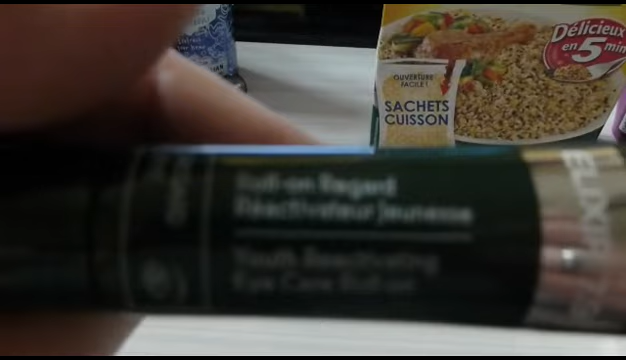 Délicieux
en 5 min
OUVERTURE
FACILE !
SACHETS
CUISSON
Roll-on Regard
Réactivateur Jeunesse
Youth Reactivating
Eye Care Roll-on
ELIXIR